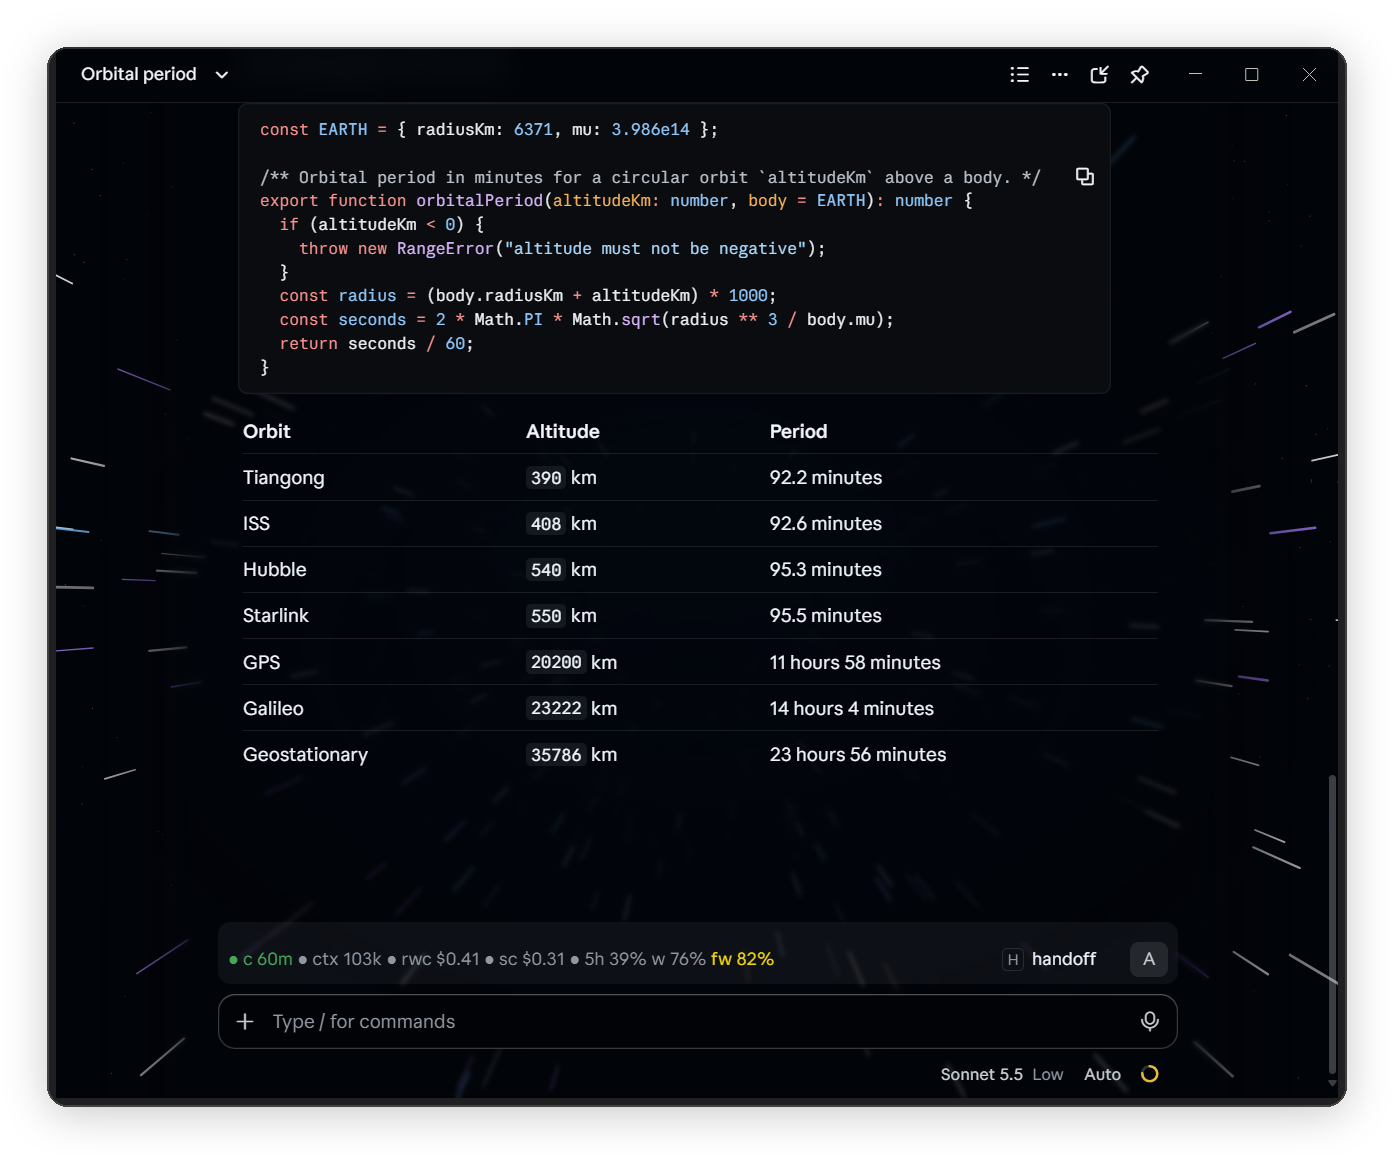 Orbital period
const EARTH = { radiusKm: 6371, mu: 3.986e14 };
/** Orbital period in minutes for a circular orbit `altitudeKm` above a body. */
export function orbitalPeriod(altitudeKm: number, body = EARTH): number {
  if (altitudeKm < 0) {
    throw new RangeError("altitude must not be negative");
  }
  const radius = (body.radiusKm + altitudeKm) * 1000;
  const seconds = 2 * Math.PI * Math.sqrt(radius ** 3 / body.mu);
  return seconds / 60;
}
Orbit Altitude Period
Tiangong 390 km 92.2 minutes
ISS 408 km 92.6 minutes
Hubble 540 km 95.3 minutes
Starlink 550 km 95.5 minutes
GPS 20200 km 11 hours 58 minutes
Galileo 23222 km 14 hours 4 minutes
Geostationary 35786 km 23 hours 56 minutes
● c 60m ● ctx 103k ● rwc $0.41 ● sc $0.31 ● 5h 39% w 76% fw 82% H handoff A
Type / for commands
Sonnet 5.5 Low Auto